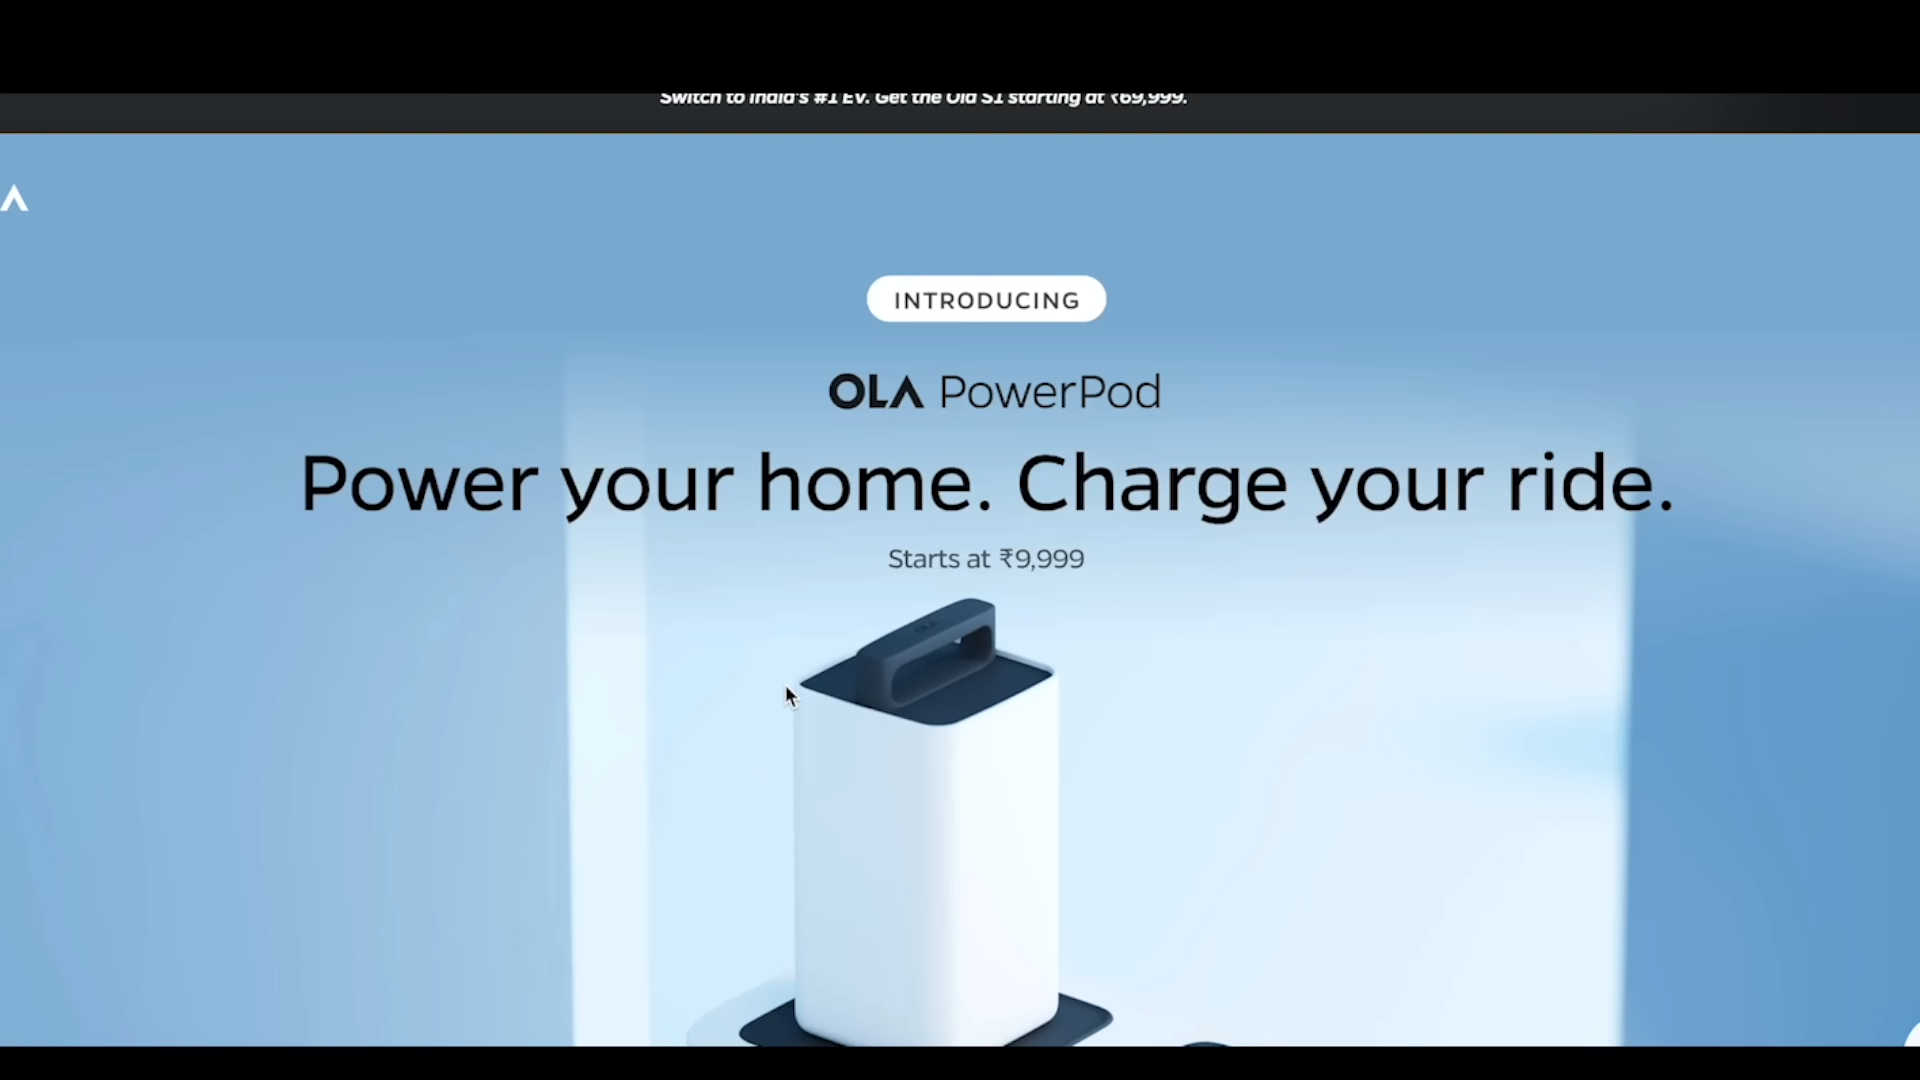 Switch to India's #1 EV. Get the Ola S1 starting at ₹69,999.
INTRODUCING
OLA PowerPod
Power your home. Charge your ride.
Starts at ₹9,999
OLA